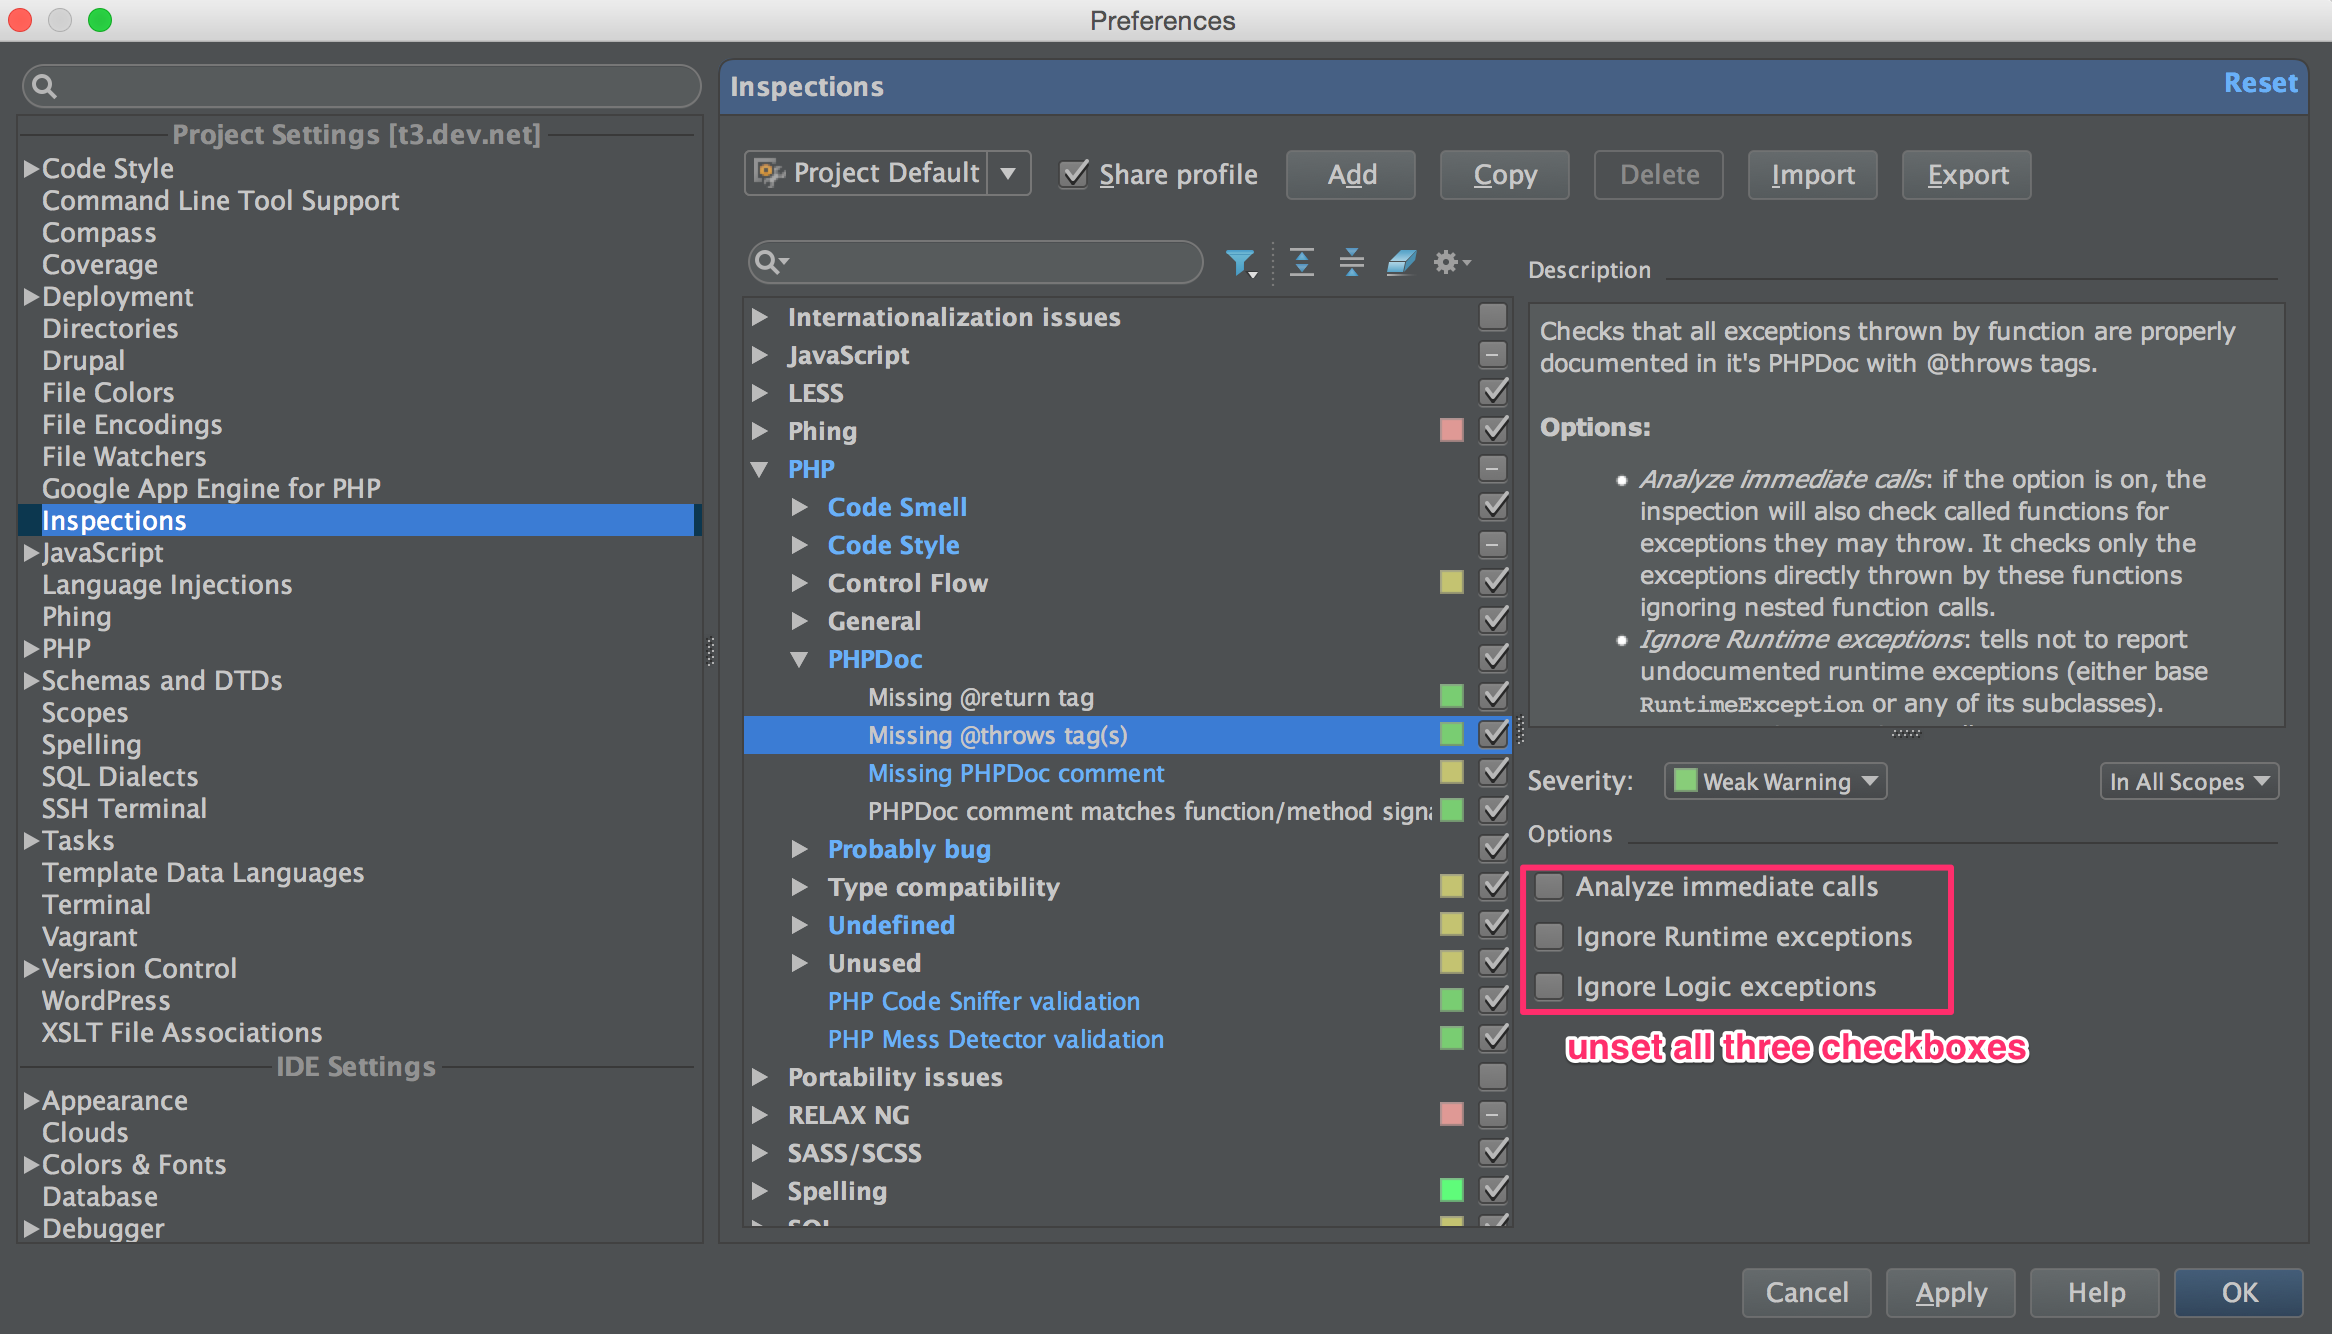 Preferences
Project Settings [t3.dev.net]
Code Style
Command Line Tool Support
Compass
Coverage
Deployment
Directories
Drupal
File Colors
File Encodings
File Watchers
Google App Engine for PHP
Inspections
JavaScript
Language Injections
Phing
PHP
Schemas and DTDs
Scopes
Spelling
SQL Dialects
SSH Terminal
Tasks
Template Data Languages
Terminal
Vagrant
Version Control
WordPress
XSLT File Associations
IDE Settings
Appearance
Clouds
Colors & Fonts
Database
Debugger
Inspections
Reset
Project Default
Share profile
Add
Copy
Delete
Import
Export
Internationalization issues
JavaScript
LESS
Phing
PHP
Code Smell
Code Style
Control Flow
General
PHPDoc
Missing @return tag
Missing @throws tag(s)
Missing PHPDoc comment
PHPDoc comment matches function/method signa
Probably bug
Type compatibility
Undefined
Unused
PHP Code Sniffer validation
PHP Mess Detector validation
Portability issues
RELAX NG
SASS/SCSS
Spelling
SQL
Description
Checks that all exceptions thrown by function are properly
documented in it's PHPDoc with @throws tags.
Options:
Analyze immediate calls: if the option is on, the
inspection will also check called functions for
exceptions they may throw. It checks only the
exceptions directly thrown by these functions
ignoring nested function calls.
Ignore Runtime exceptions: tells not to report
undocumented runtime exceptions (either base
RuntimeException or any of its subclasses).
Severity:
Weak Warning
In All Scopes
Options
Analyze immediate calls
Ignore Runtime exceptions
Ignore Logic exceptions
unset all three checkboxes
Cancel
Apply
Help
OK